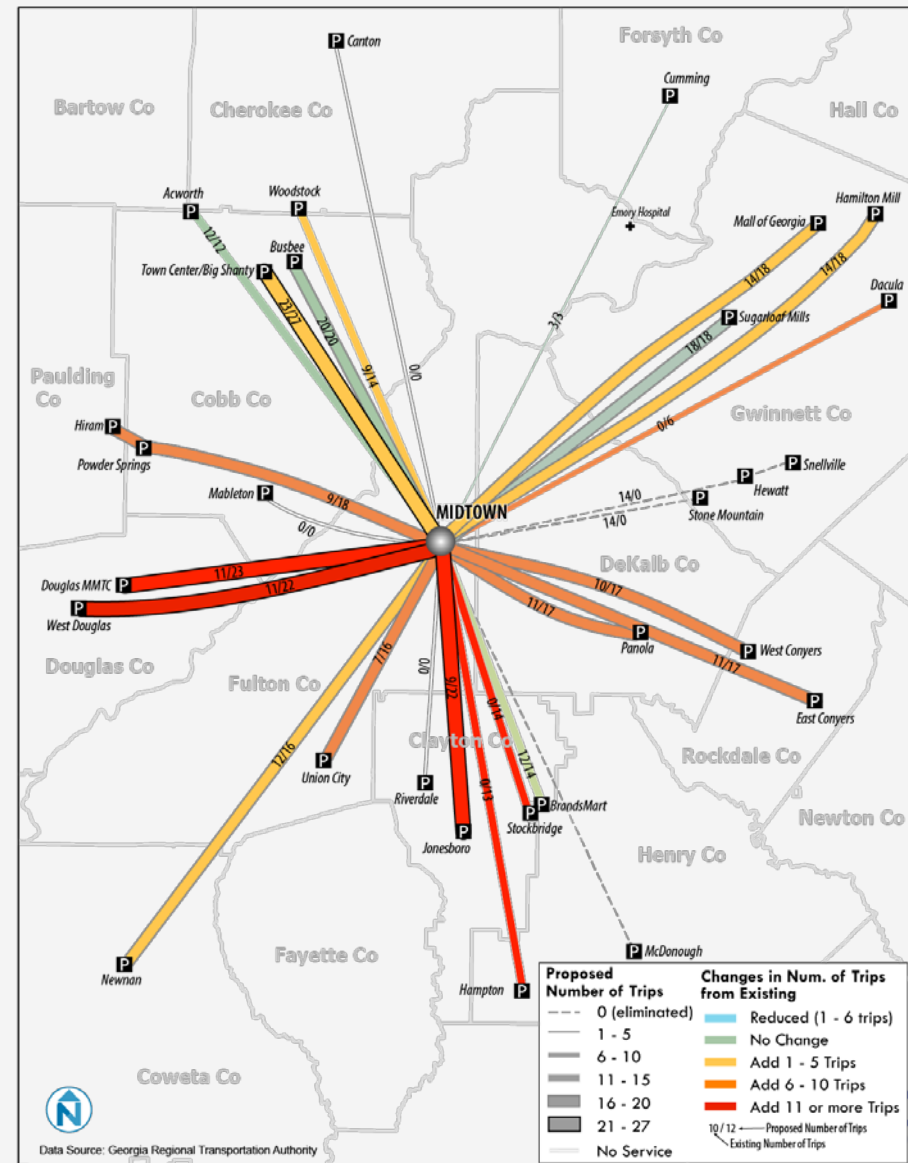 Canton
Forsyth Co
Cumming
Bartow Co
Cherokee Co
Hall Co
Acworth
Woodstock
Hamilton Mill
Mall of Georgia
Emory Hospital
12/12
Busbee
Town Center/Big Shanty
14/18
14/18
Dacula
23/27
20/20
3/3
Sugarloaf Mills
18/18
9/14
0/0
Paulding
Co
Cobb Co
Gwinnett Co
0/6
Hiram
Powder Springs
Snellville
Hewatt
Mableton
9/18
14/0
Stone Mountain
MIDTOWN
14/0
0/0
DeKalb Co
Douglas MMTC
11/23
10/17
West Douglas
11/22
11/17
Panola
West Conyers
11/17
Douglas Co
Fulton Co
7/16
0/0
9/22
East Conyers
0/14
Clayton Co
Rockdale Co
12/16
Union City
12/14
Riverdale
0/13
BrandsMart
Stockbridge
Newton Co
Jonesboro
Henry Co
Fayette Co
McDonough
Newnan
Hampton
Coweta Co
N
Data Source: Georgia Regional Transportation Authority
Proposed
Number of Trips
0 (eliminated)
1 - 5
6 - 10
11 - 15
16 - 20
21 - 27
No Service
Changes in Num. of Trips
from Existing
Reduced (1 - 6 trips)
No Change
Add 1 - 5 Trips
Add 6 - 10 Trips
Add 11 or more Trips
10 / 12 Proposed Number of Trips
Existing Number of Trips